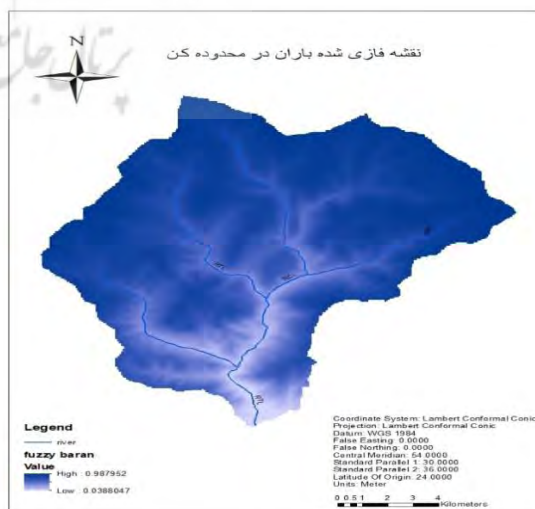 نقشه فازی شده باران در محدوده کن
N
Legend
river
fuzzy baran
Value
High : 0.987952
Low : 0.0388047
Coordinate System: Lambert Conformal Conic
Projection: Lambert Conformal Conic
Datum: WGS 1984
False Easting: 0.0000
False Northing: 0.0000
Central Meridian: 54.0000
Standard Parallel 1: 30.0000
Standard Parallel 2: 36.0000
Latitude Of Origin: 24.0000
Units: Meter
0 0.5 1 2 3 4
Kilometers